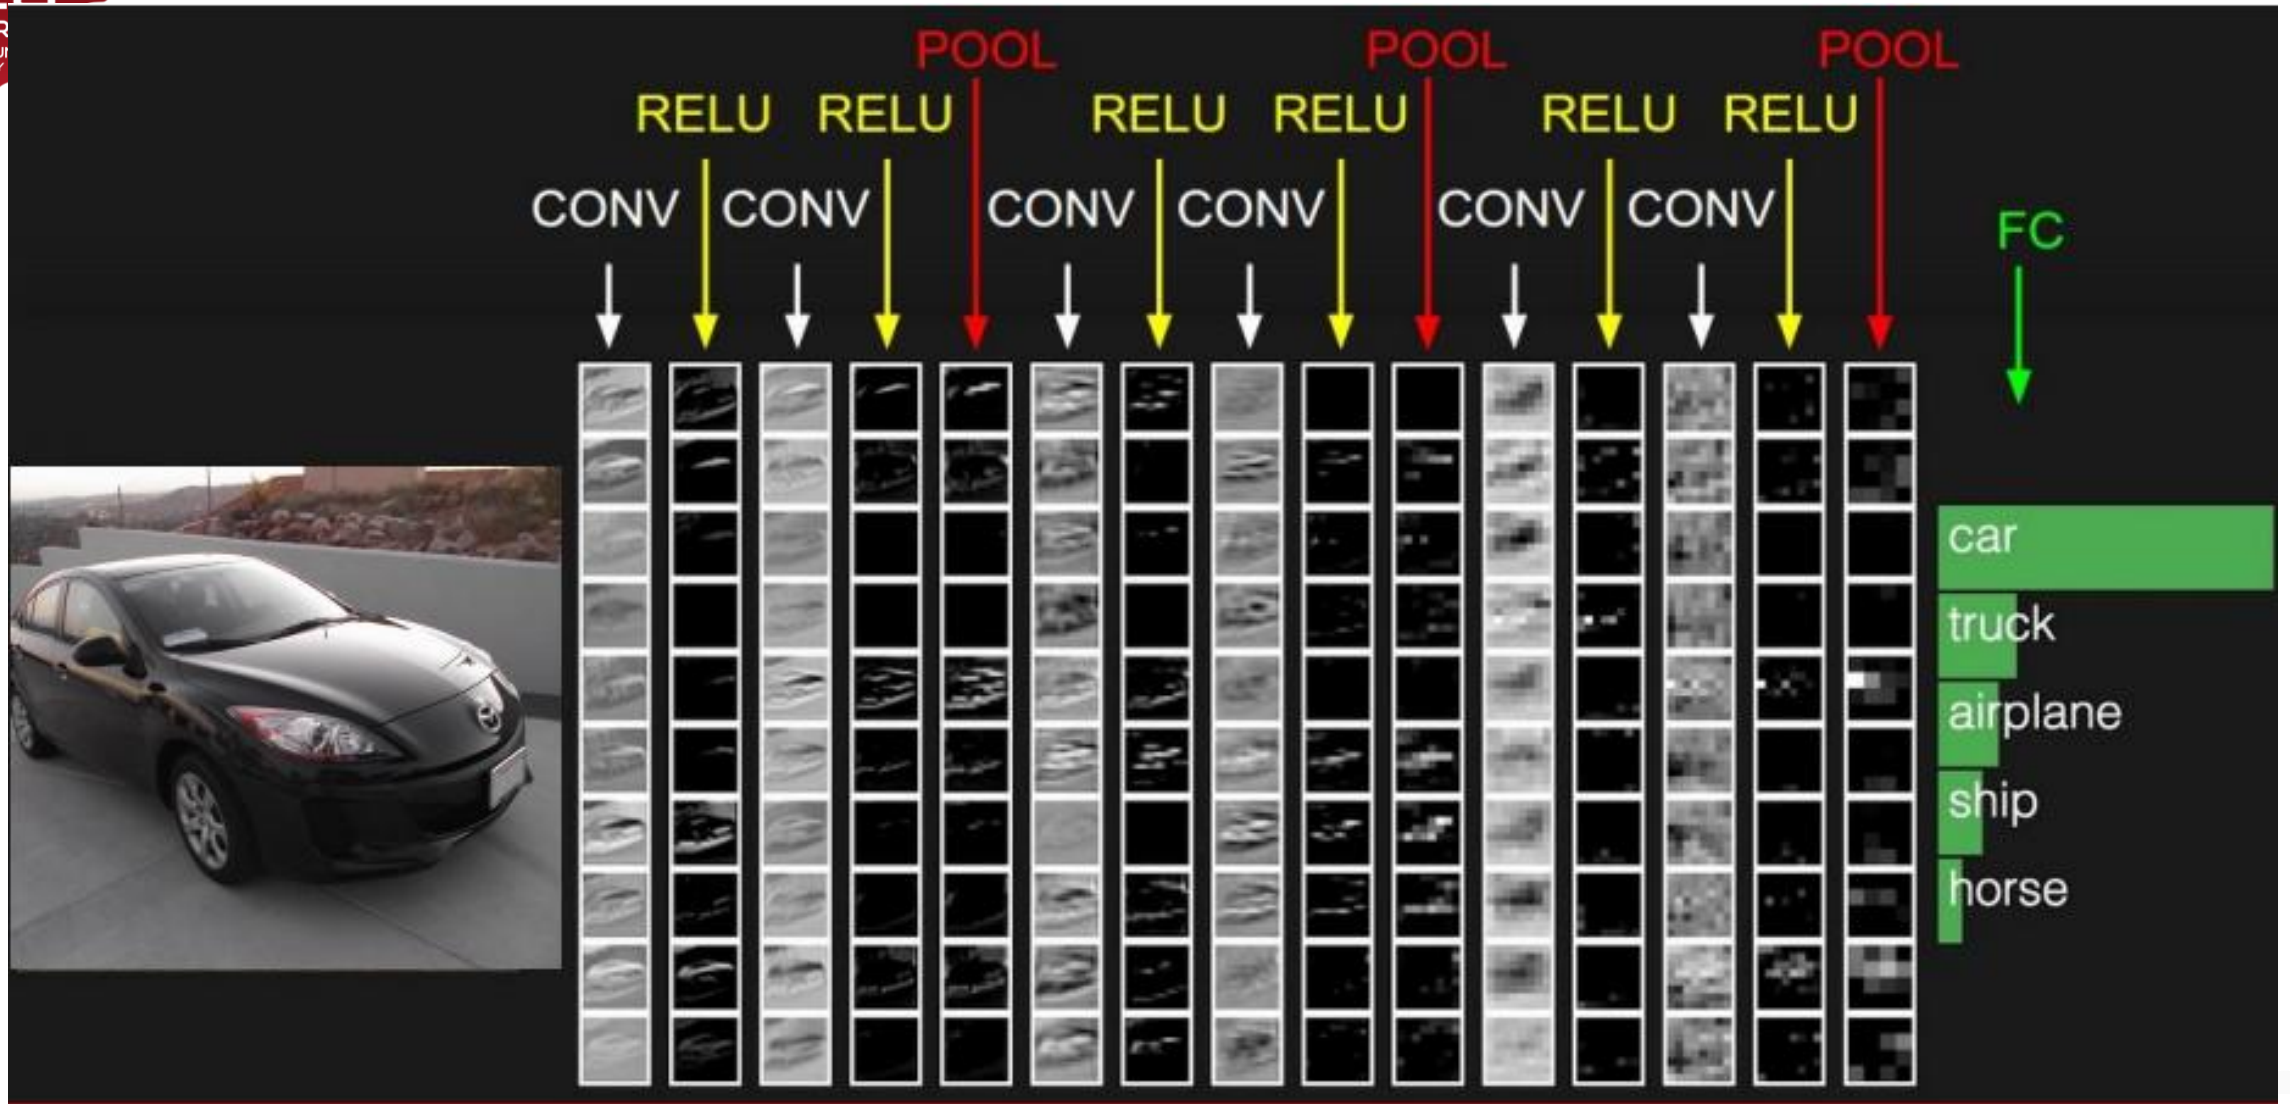 POOL POOL POOL
RELU RELU RELU RELU RELU RELU
CONV CONV CONV CONV CONV CONV
FC
car
truck
airplane
ship
horse